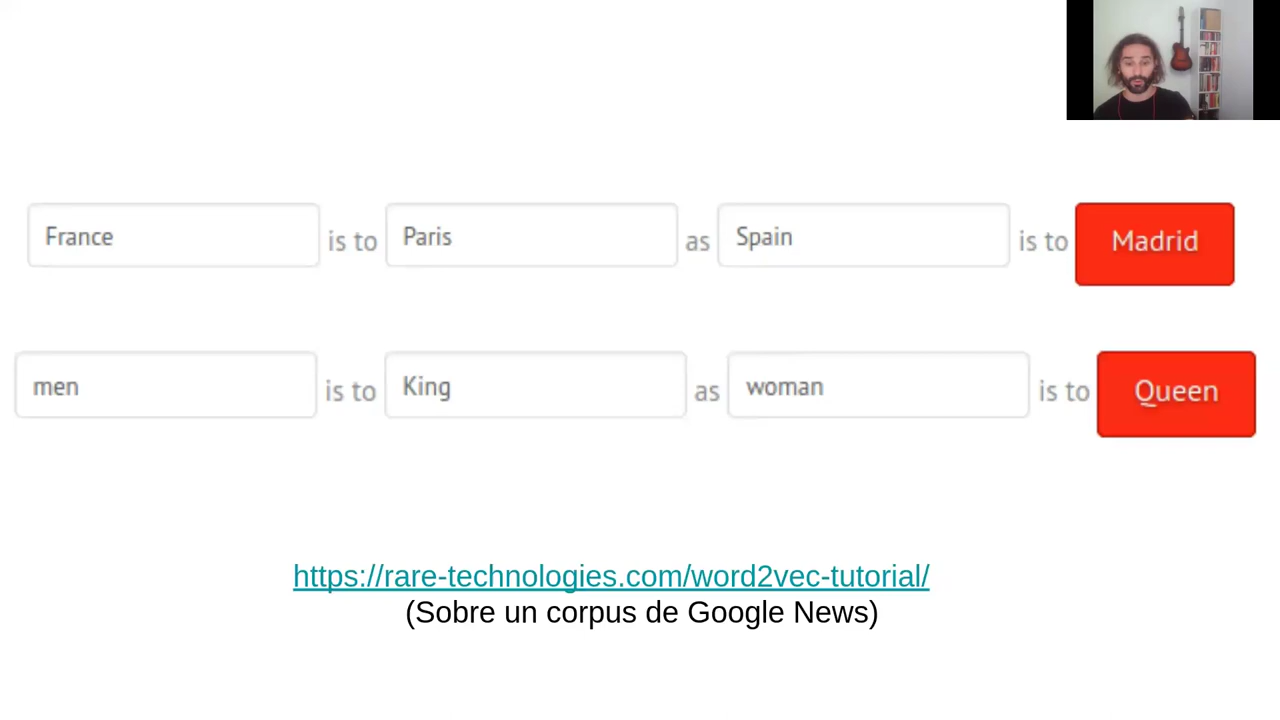 France is to Paris as Spain is to Madrid
men is to King as woman is to Queen
https://rare-technologies.com/word2vec-tutorial/
(Sobre un corpus de Google News)